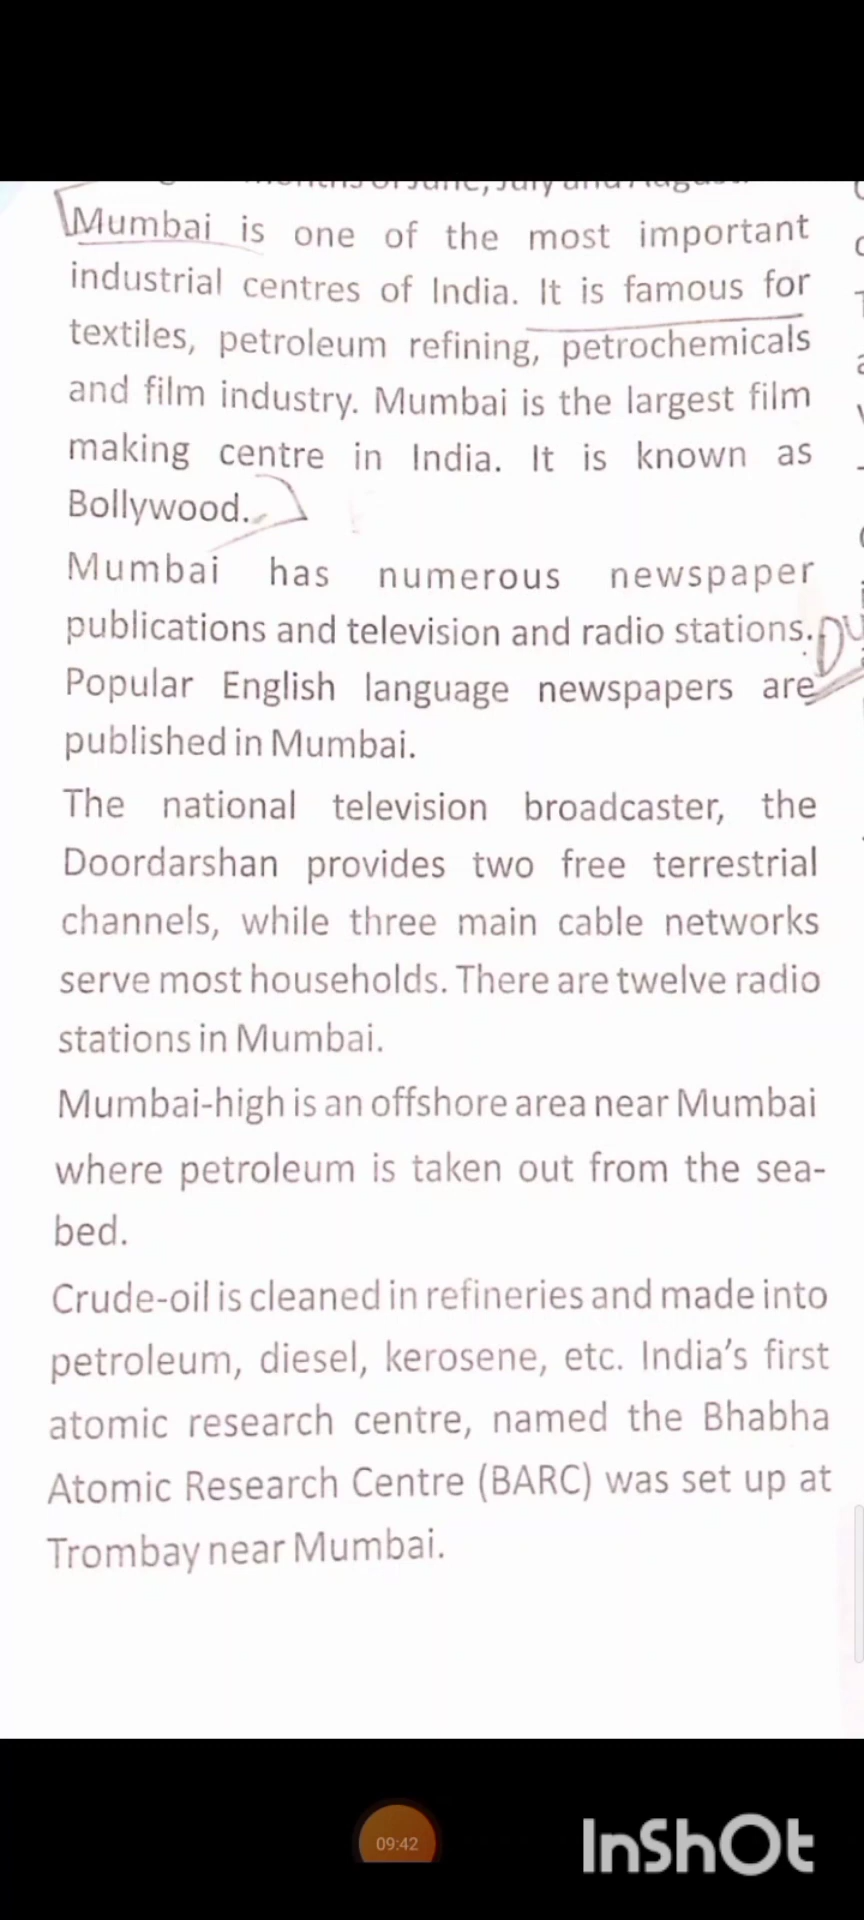 Mumbai is one of the most important
industrial centres of India. It is famous for
textiles, petroleum refining, petrochemicals
and film industry. Mumbai is the largest film
making centre in India. It is known as
Bollywood.
Mumbai has numerous newspaper
publications and television and radio stations.
Popular English language newspapers are
published in Mumbai.
The national television broadcaster, the
Doordarshan provides two free terrestrial
channels, while three main cable networks
serve most households. There are twelve radio
stations in Mumbai.
Mumbai-high is an offshore area near Mumbai
where petroleum is taken out from the sea-
bed.
Crude-oil is cleaned in refineries and made into
petroleum, diesel, kerosene, etc. India's first
atomic research centre, named the Bhabha
Atomic Research Centre (BARC) was set up at
Trombay near Mumbai.
09:42
InShOt